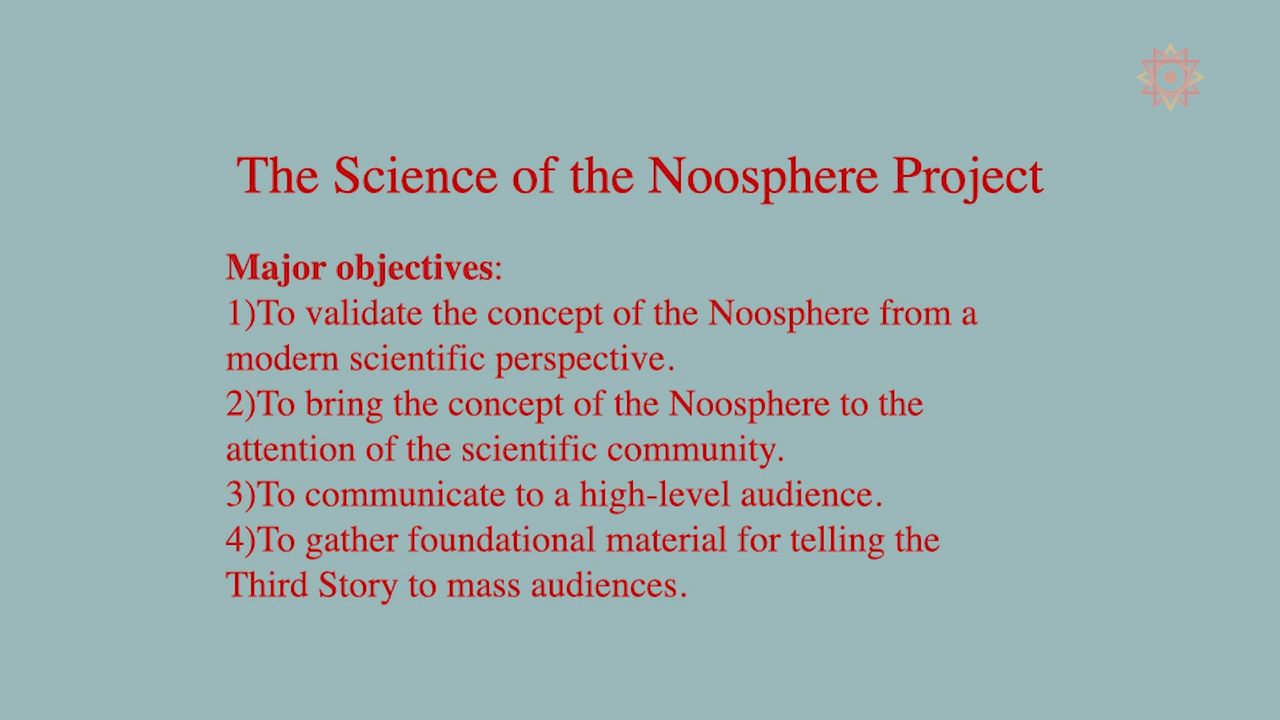 The Science of the Noosphere Project
Major objectives:
1)To validate the concept of the Noosphere from a
modern scientific perspective.
2)To bring the concept of the Noosphere to the
attention of the scientific community.
3)To communicate to a high-level audience.
4)To gather foundational material for telling the
Third Story to mass audiences.